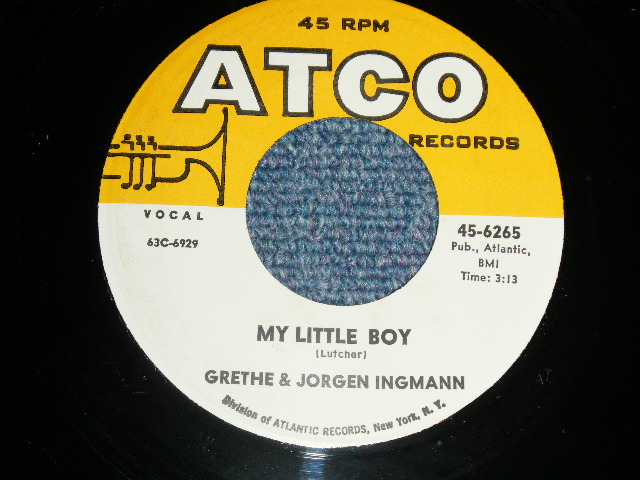 45 RPM
ATCO
RECORDS
VOCAL
63C-6929
45-6265
Pub., Atlantic,
BMI
Time: 3:13
MY LITTLE BOY
(Lutcher)
GRETHE & JORGEN INGMANN
Division of ATLANTIC RECORDS, New York, N. Y.